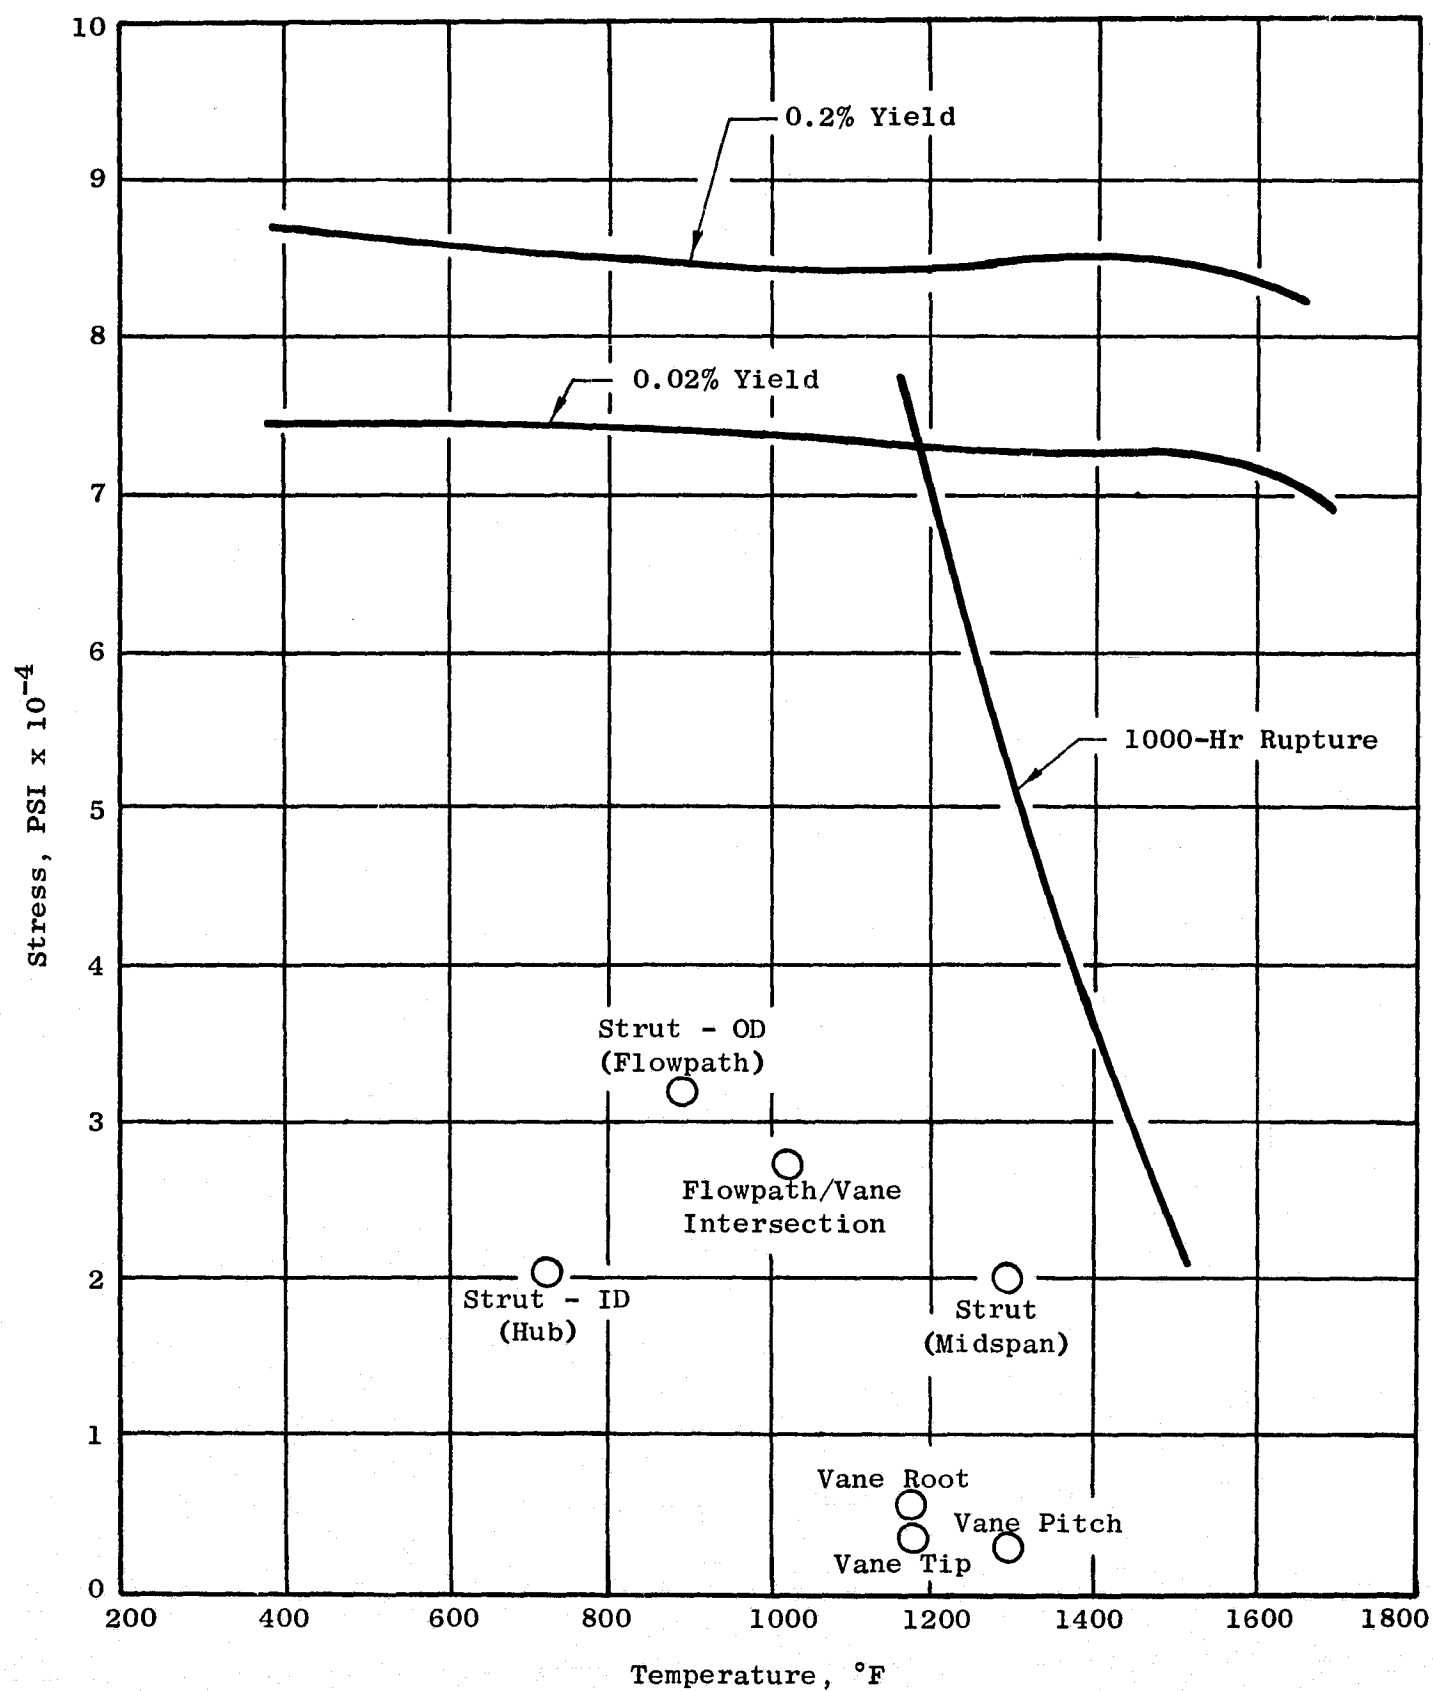 10
0.2% Yield
9
8
0.02% Yield
7
6
Stress, PSI x 10-4
1000-Hr Rupture
5
4
Strut - OD
(Flowpath)
3
Flowpath/Vane
Intersection
2
Strut - ID
(Hub)
Strut
(Midspan)
1
Vane Root
Vane Pitch
Vane Tip
0
200 400 600 800 1000 1200 1400 1600 1800
Temperature, °F